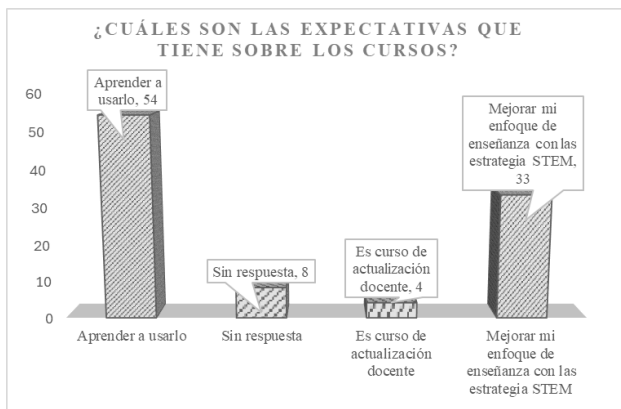 ¿CUÁLES SON LAS EXPECTATIVAS QUE
TIENE SOBRE LOS CURSOS?
Aprender a
usarlo, 54
Sin respuesta, 8
Es curso de
actualización
docente, 4
Mejorar mi
enfoque de
enseñanza con las
estrategia STEM,
33
60
50
40
30
20
10
0
Aprender a usarlo
Sin respuesta
Es curso de
actualización
docente
Mejorar mi
enfoque de
enseñanza con las
estrategia STEM